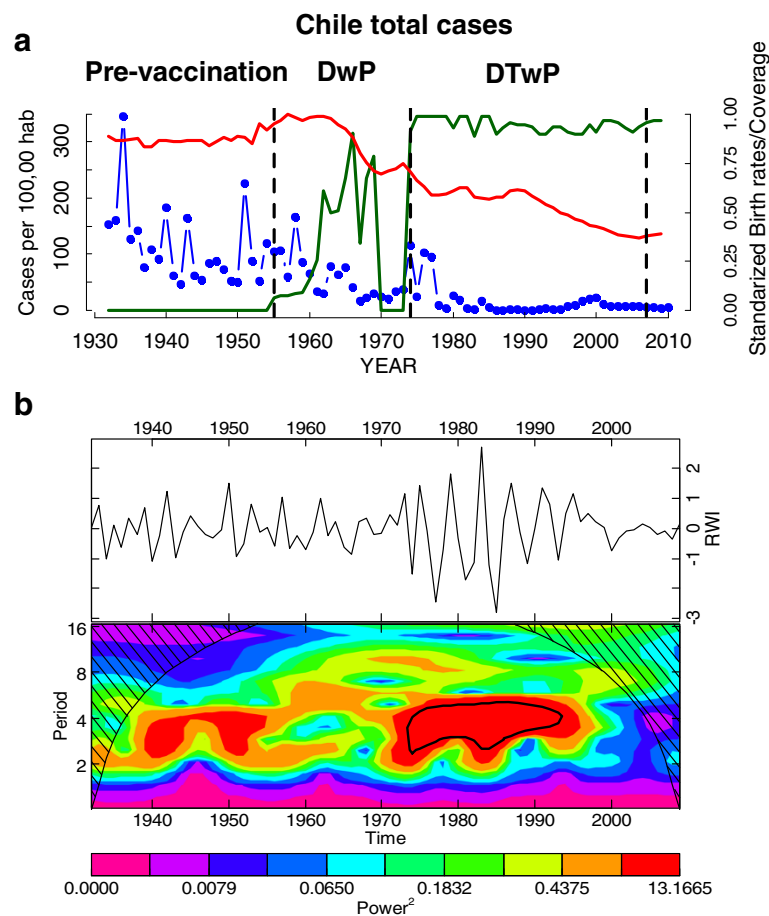 Chile total cases
a
Pre-vaccination DwP DTwP
Cases per 100,00 hab
0 100 200 300
0.00 0.25 0.50 0.75 1.00
Standarized Birth rates/Coverage
1930 1940 1950 1960 1970 1980 1990 2000 2010
YEAR
b
1940 1950 1960 1970 1980 1990 2000
2
1
0
-1
-3
RWI
16
8
4
2
Period
1940 1950 1960 1970 1980 1990 2000
Time
0.0000 0.0079 0.0650 0.1832 0.4375 13.1665
Power²